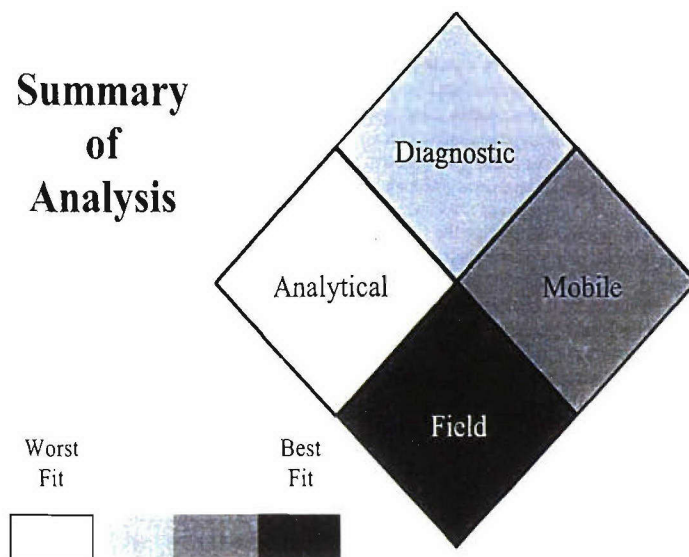 Summary
of
Analysis
Diagnostic
Analytical
Mobile
Field
Worst
Fit
Best
Fit